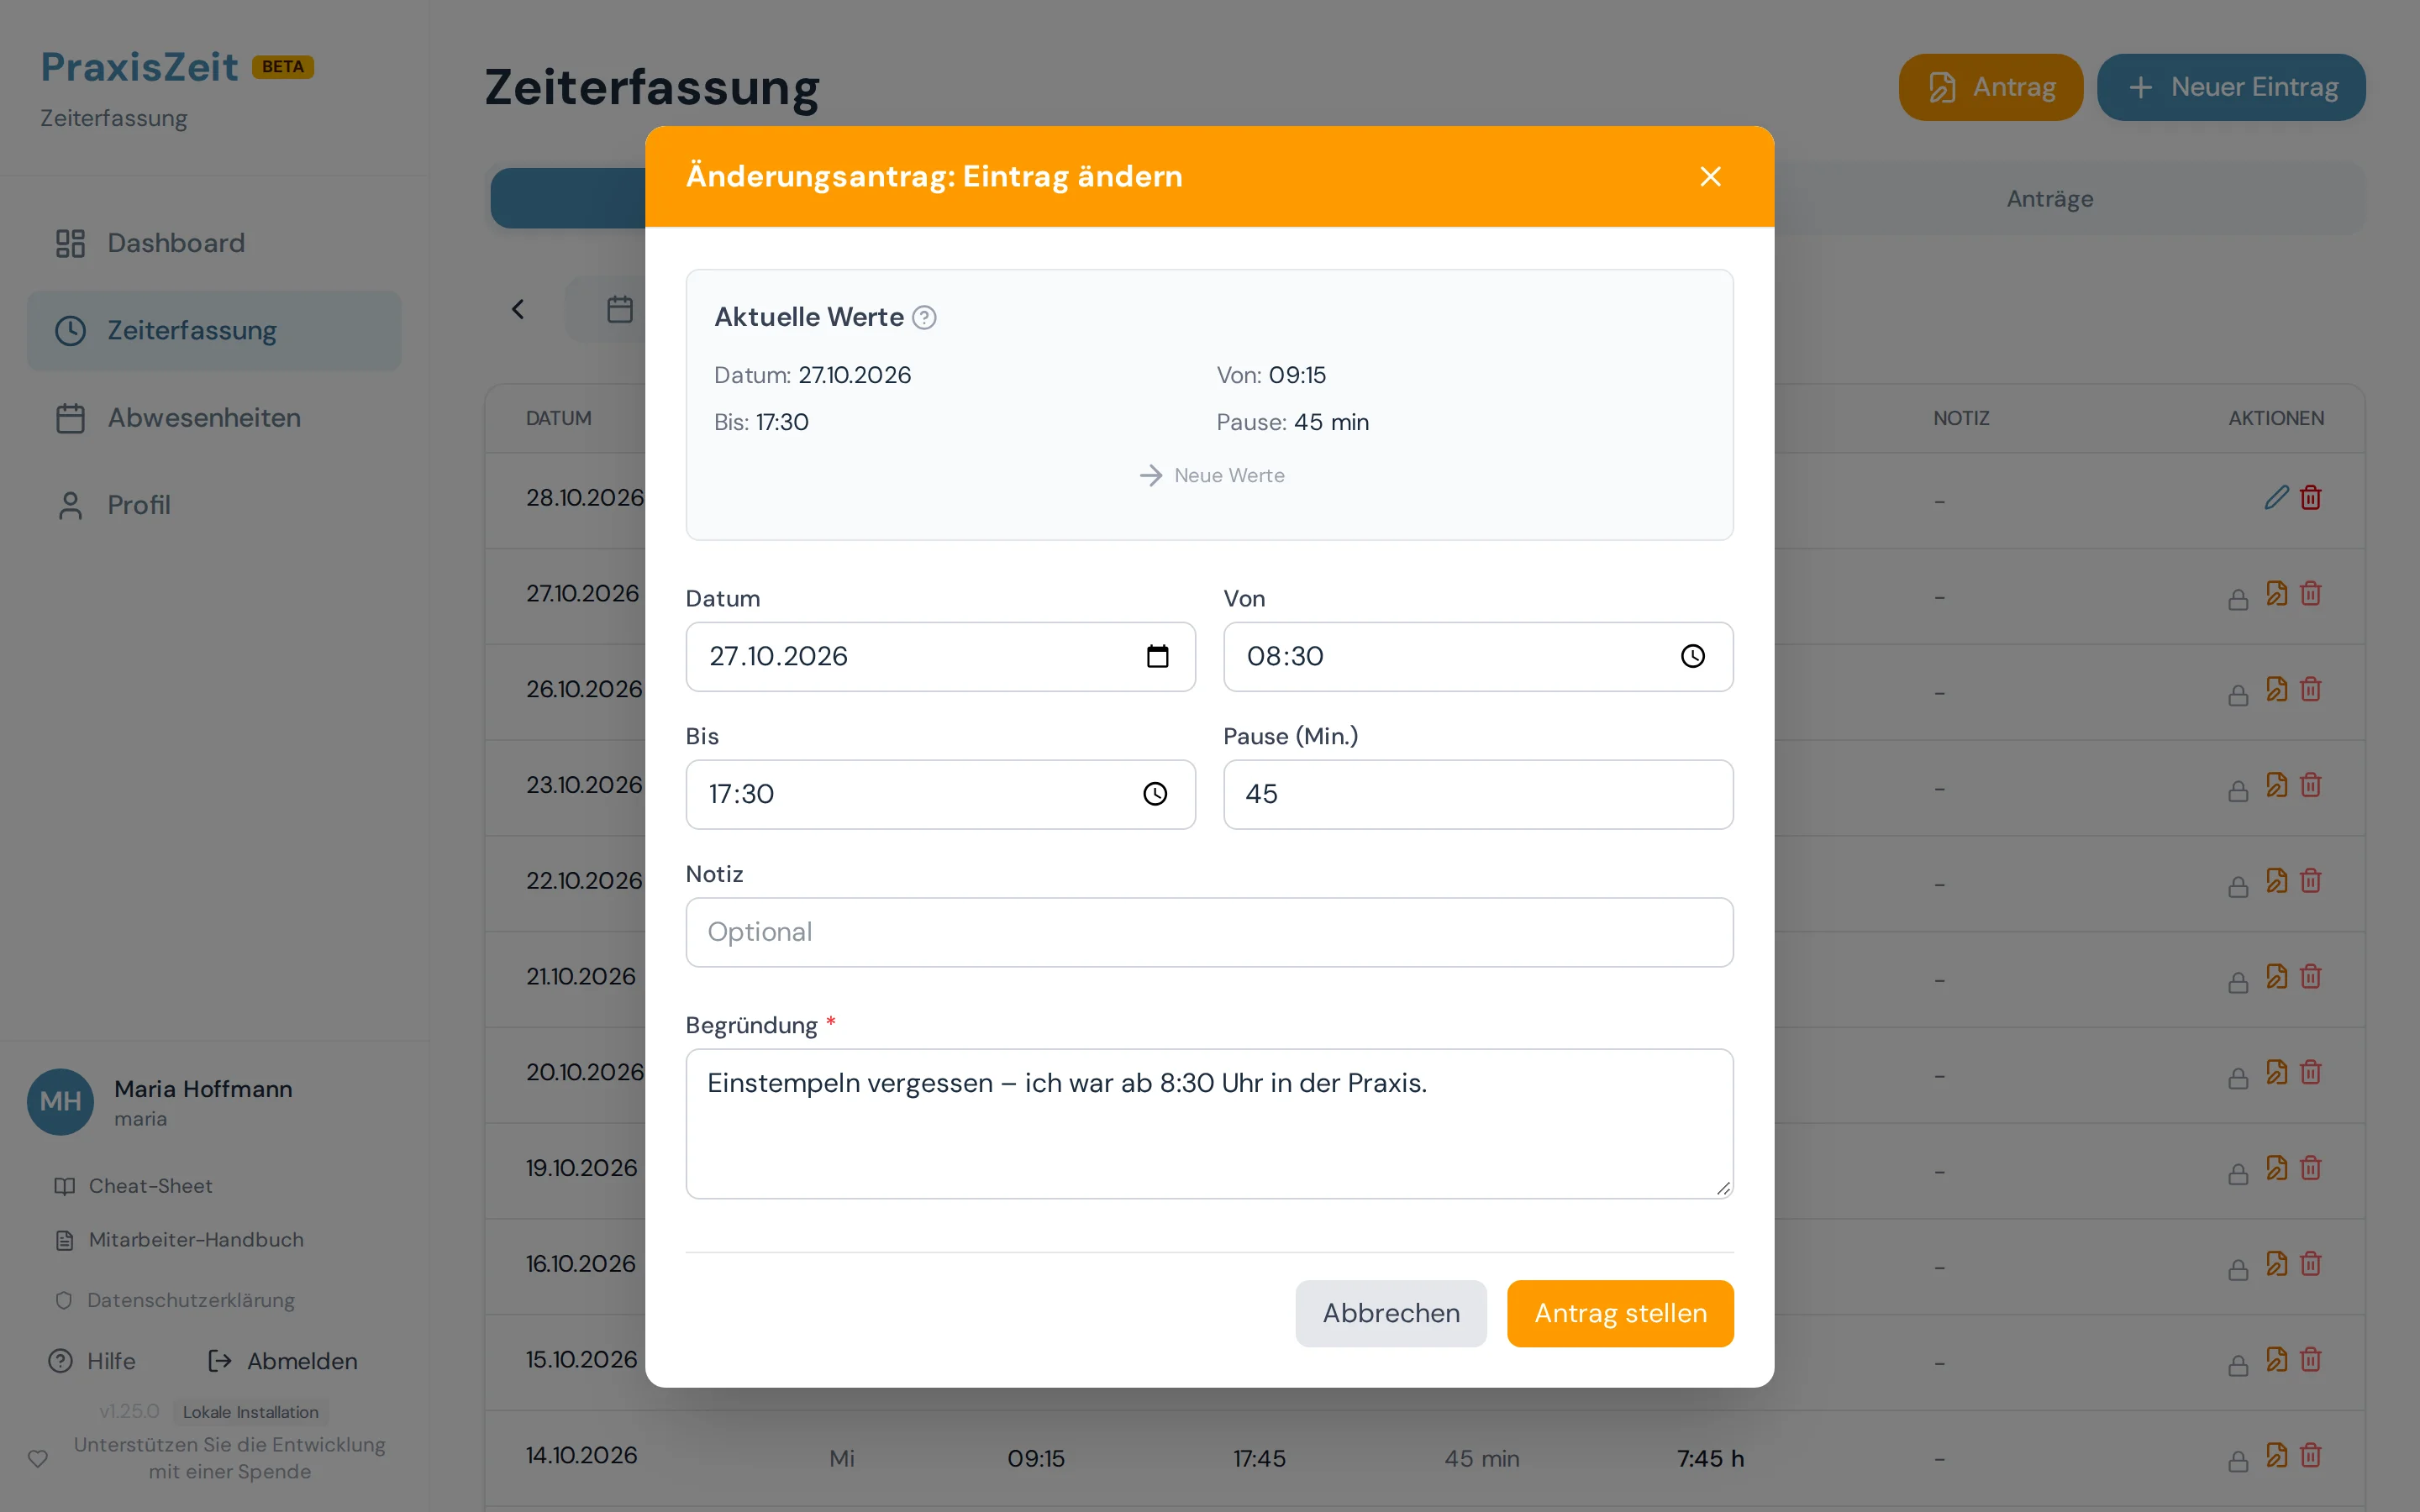 PraxisZeit BETA
Zeiterfassung
Dashboard
Zeiterfassung
Abwesenheiten
Profil
MH
Maria Hoffmann
maria
Cheat-Sheet
Mitarbeiter-Handbuch
Datenschutzerklärung
Hilfe Abmelden
v1.25.0 Lokale Installation
Unterstützen Sie die Entwicklung
mit einer Spende
Zeiterfassung
Antrag Neuer Eintrag
Anträge
DATUM NOTIZ AKTIONEN
28.10.2026 –
27.10.2026 –
26.10.2026 –
23.10.2026 –
22.10.2026 –
21.10.2026 –
20.10.2026 –
19.10.2026 –
16.10.2026 –
15.10.2026 –
14.10.2026 Mi 09:15 17:45 45 min 7:45 h –
Änderungsantrag: Eintrag ändern
Aktuelle Werte
Datum: 27.10.2026 Von: 09:15
Bis: 17:30 Pause: 45 min
Neue Werte
Datum Von
27.10.2026 08:30
Bis Pause (Min.)
17:30 45
Notiz
Optional
Begründung *
Einstempeln vergessen – ich war ab 8:30 Uhr in der Praxis.
Abbrechen Antrag stellen